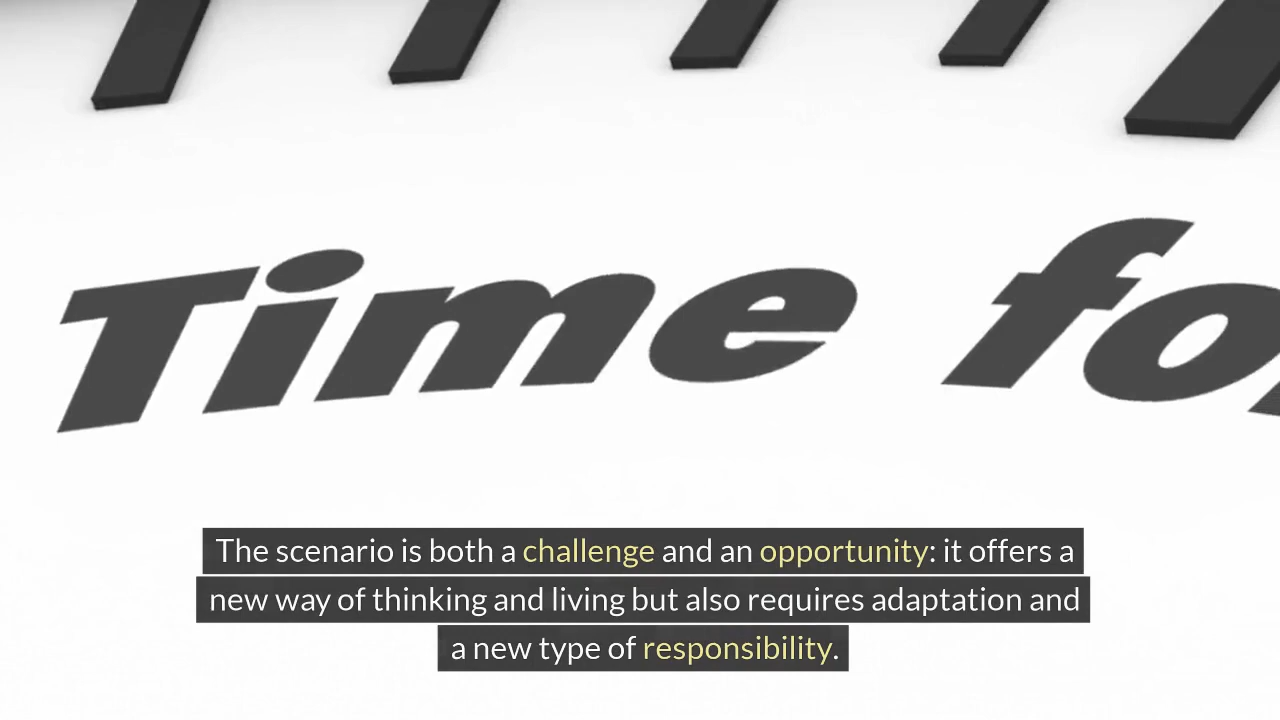 Time fo
The scenario is both a challenge and an opportunity: it offers a
new way of thinking and living but also requires adaptation and
a new type of responsibility.